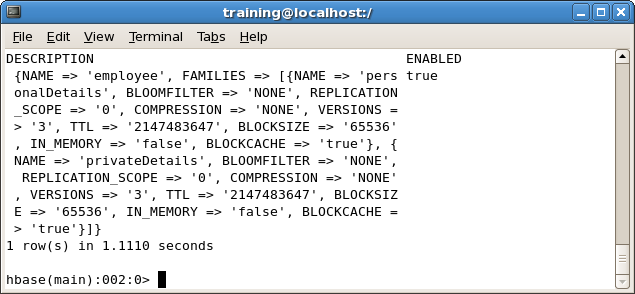 training@localhost:/
File Edit View Terminal Tabs Help
DESCRIPTION ENABLED
{NAME => 'employee', FAMILIES => [{NAME => 'pers true
onalDetails', BLOOMFILTER => 'NONE', REPLICATION
_SCOPE => '0', COMPRESSION => 'NONE', VERSIONS =
> '3', TTL => '2147483647', BLOCKSIZE => '65536'
, IN_MEMORY => 'false', BLOCKCACHE => 'true'}, {
NAME => 'privateDetails', BLOOMFILTER => 'NONE',
REPLICATION_SCOPE => '0', COMPRESSION => 'NONE'
, VERSIONS => '3', TTL => '2147483647', BLOCKSIZ
E => '65536', IN_MEMORY => 'false', BLOCKCACHE =
> 'true'}]}
1 row(s) in 1.1110 seconds
hbase(main):002:0>